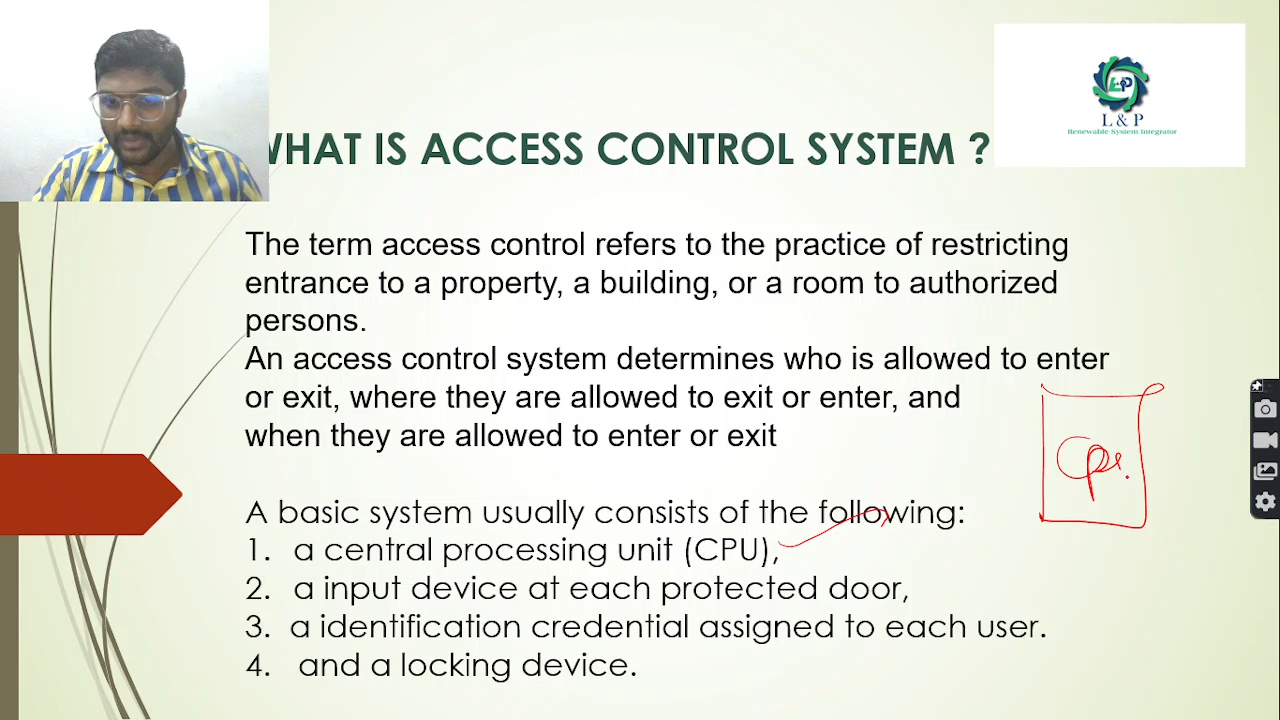 WHAT IS ACCESS CONTROL SYSTEM ?
L & P
Renewable System Integrator
The term access control refers to the practice of restricting
entrance to a property, a building, or a room to authorized
persons.
An access control system determines who is allowed to enter
or exit, where they are allowed to exit or enter, and
when they are allowed to enter or exit
Cpu.
A basic system usually consists of the following:
1. a central processing unit (CPU),
2. a input device at each protected door,
3. a identification credential assigned to each user.
4. and a locking device.